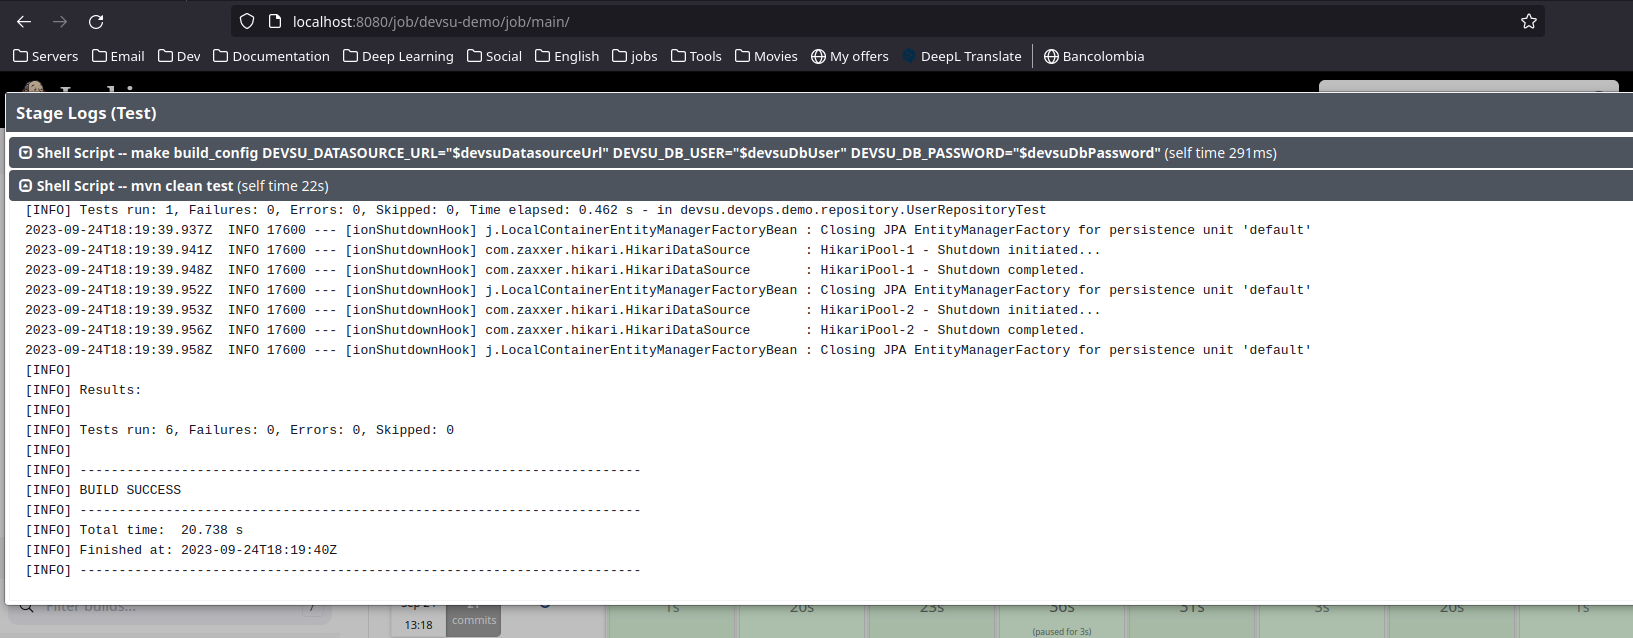 localhost:8080/job/devsu-demo/job/main/
Servers Email Dev Documentation Deep Learning Social English jobs Tools Movies My offers DeepL Translate Bancolombia
Stage Logs (Test)
Shell Script -- make build_config DEVSU_DATASOURCE_URL="$devsuDatasourceUrl" DEVSU_DB_USER="$devsuDbUser" DEVSU_DB_PASSWORD="$devsuDbPassword" (self time 291ms)
Shell Script -- mvn clean test (self time 22s)
[INFO] Tests run: 1, Failures: 0, Errors: 0, Skipped: 0, Time elapsed: 0.462 s - in devsu.devops.demo.repository.UserRepositoryTest
2023-09-24T18:19:39.937Z  INFO 17600 --- [ionShutdownHook] j.LocalContainerEntityManagerFactoryBean : Closing JPA EntityManagerFactory for persistence unit 'default'
2023-09-24T18:19:39.941Z  INFO 17600 --- [ionShutdownHook] com.zaxxer.hikari.HikariDataSource       : HikariPool-1 - Shutdown initiated...
2023-09-24T18:19:39.948Z  INFO 17600 --- [ionShutdownHook] com.zaxxer.hikari.HikariDataSource       : HikariPool-1 - Shutdown completed.
2023-09-24T18:19:39.952Z  INFO 17600 --- [ionShutdownHook] j.LocalContainerEntityManagerFactoryBean : Closing JPA EntityManagerFactory for persistence unit 'default'
2023-09-24T18:19:39.953Z  INFO 17600 --- [ionShutdownHook] com.zaxxer.hikari.HikariDataSource       : HikariPool-2 - Shutdown initiated...
2023-09-24T18:19:39.956Z  INFO 17600 --- [ionShutdownHook] com.zaxxer.hikari.HikariDataSource       : HikariPool-2 - Shutdown completed.
2023-09-24T18:19:39.958Z  INFO 17600 --- [ionShutdownHook] j.LocalContainerEntityManagerFactoryBean : Closing JPA EntityManagerFactory for persistence unit 'default'
[INFO]
[INFO] Results:
[INFO]
[INFO] Tests run: 6, Failures: 0, Errors: 0, Skipped: 0
[INFO]
[INFO] ------------------------------------------------------------------------
[INFO] BUILD SUCCESS
[INFO] ------------------------------------------------------------------------
[INFO] Total time:  20.738 s
[INFO] Finished at: 2023-09-24T18:19:40Z
[INFO] ------------------------------------------------------------------------
Filter builds... 1s 20s 23s 36s 31s 3s 20s 1s
13:18 commits
(paused for 3s)